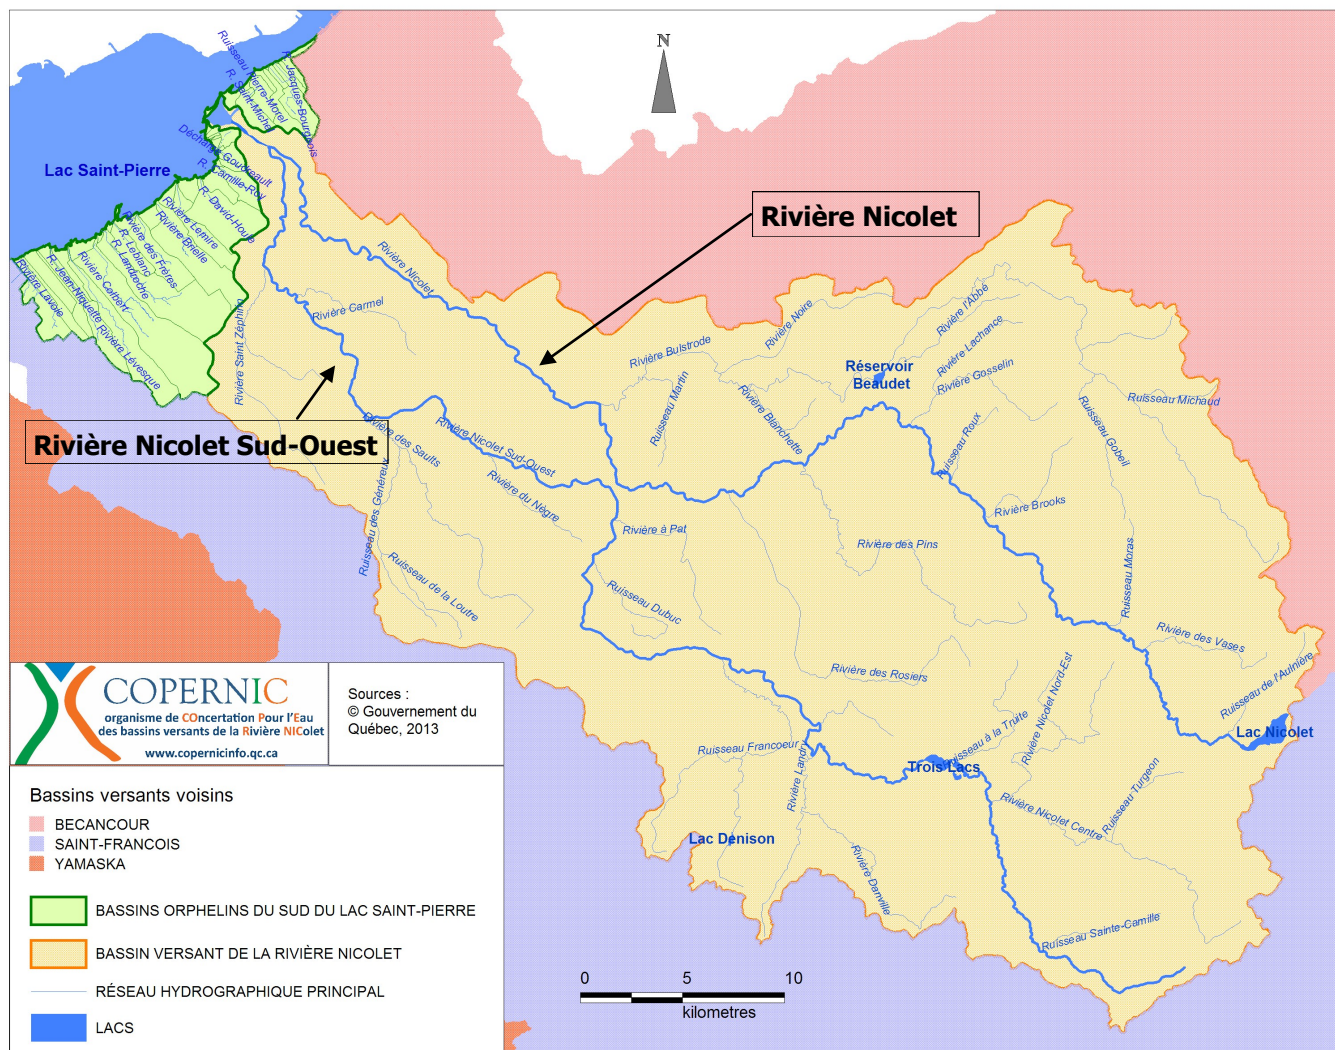 N
Ruisseau Pierre-Morel
R. Saint-Michel
R. Jacques-Bourgeois
Décharge Goudreault
R. Camille-Roy
R. David-Houle
Lac Saint-Pierre
Rivière Lemire
Rivière Brielle
Rivière des Frères
R. Leblanc
R. Landroche
Rivière Colbert
R. Jean-Niquette
Rivière Lévesque
Rivière Lavoie
Rivière Nicolet
Rivière Nicolet
Rivière Carmel
Rivière Saint Zéphirin
Rivière Nicolet Sud-Ouest
Rivière des Saults
Rivière Nicolet Sud-Ouest
Rivière du Nègre
Ruisseau des Généreux
Ruisseau de la Loutre
Rivière Bulstrode
Rivière Noire
Ruisseau Martin
Rivière Blanchette
Réservoir
Beaudet
Rivière l'Abbé
Rivière Lachance
Rivière Gosselin
Ruisseau Roux
Ruisseau Gobeil
Ruisseau Michaud
Rivière Brooks
Rivière à Pat
Rivière des Pins
Ruisseau Moras
Ruisseau Dubuc
Rivière des Rosiers
Rivière des Vases
Ruisseau de l'Aulnière
Lac Nicolet
Rivière Nicolet Nord-Est
Ruisseau à la Truite
Trois Lacs
Ruisseau Francoeur
Rivière Landry
Lac Denison
Rivière Danville
Rivière Nicolet Centre
Ruisseau Turgeon
Ruisseau Sainte-Camille
COPERNIC
organisme de COncertation Pour l'Eau
des bassins versants de la Rivière NIColet
www.copernicinfo.qc.ca
Sources :
© Gouvernement du
Québec, 2013
Bassins versants voisins
BECANCOUR
SAINT-FRANCOIS
YAMASKA
BASSINS ORPHELINS DU SUD DU LAC SAINT-PIERRE
BASSIN VERSANT DE LA RIVIÈRE NICOLET
RÉSEAU HYDROGRAPHIQUE PRINCIPAL
LACS
0 5 10
kilometres